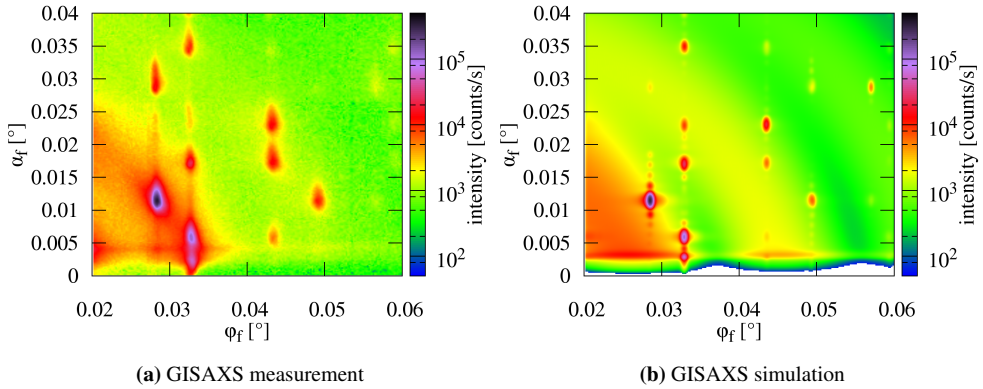 0.04
0.035
0.03
0.025
0.02
0.015
0.01
0.005
0
αf [°]
0.02 0.03 0.04 0.05 0.06
φf [°]
10⁵
10⁴
10³
10²
intensity [counts/s]
(a) GISAXS measurement
0.04
0.035
0.03
0.025
0.02
0.015
0.01
0.005
0
αf [°]
0.02 0.03 0.04 0.05 0.06
φf [°]
10⁵
10⁴
10³
10²
intensity [counts/s]
(b) GISAXS simulation